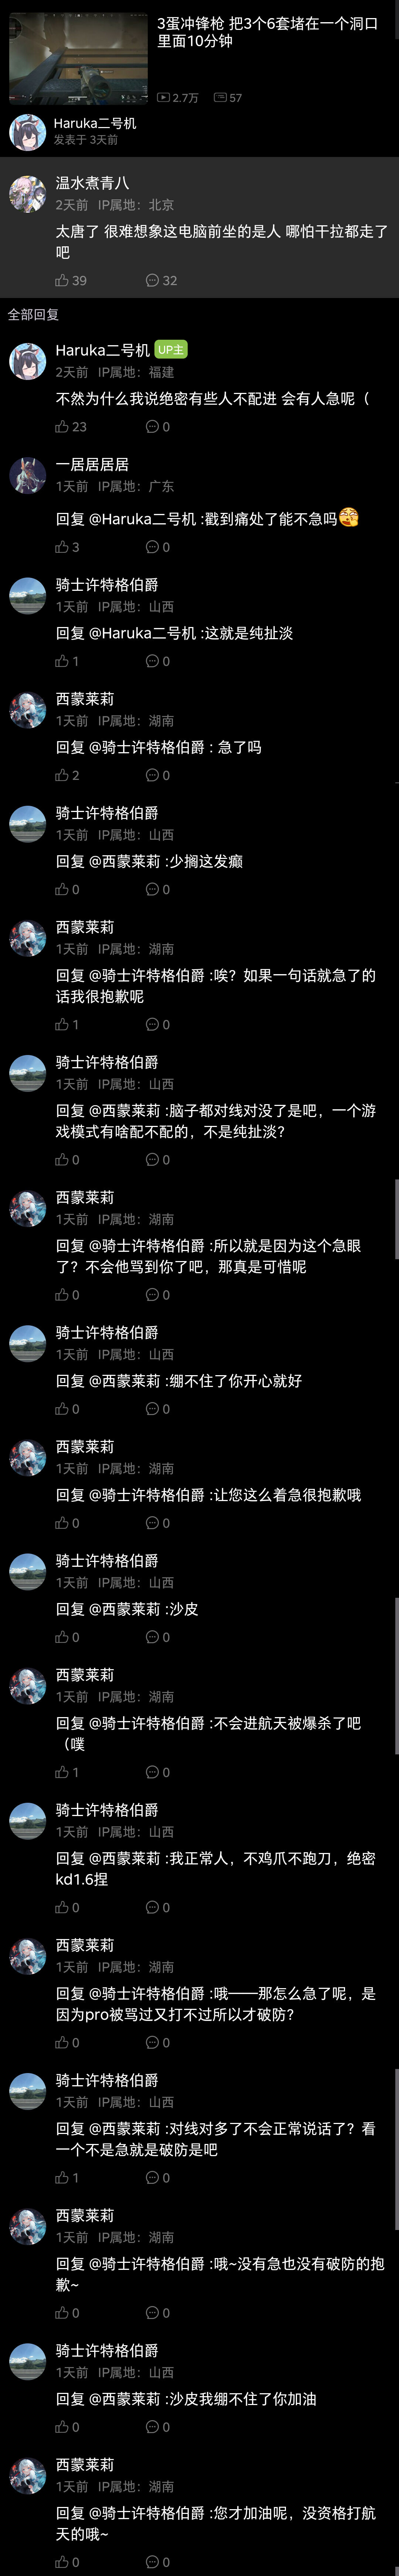 3蛋冲锋枪 把3个6套堵在一个洞口
里面10分钟
2.7万 57
Haruka二号机
发表于 3天前
温水煮青八
2天前 IP属地：北京
太唐了 很难想象这电脑前坐的是人 哪怕干拉都走了
吧
39 32
全部回复
Haruka二号机 UP主
2天前 IP属地：福建
不然为什么我说绝密有些人不配进 会有人急呢（
23 0
一居居居居
1天前 IP属地：广东
回复 @Haruka二号机 :戳到痛处了能不急吗
3 0
骑士许特格伯爵
1天前 IP属地：山西
回复 @Haruka二号机 :这就是纯扯淡
1 0
西蒙莱莉
1天前 IP属地：湖南
回复 @骑士许特格伯爵 : 急了吗
2 0
骑士许特格伯爵
1天前 IP属地：山西
回复 @西蒙莱莉 :少搁这发癫
0 0
西蒙莱莉
1天前 IP属地：湖南
回复 @骑士许特格伯爵 :唉？如果一句话就急了的
话我很抱歉呢
1 0
骑士许特格伯爵
1天前 IP属地：山西
回复 @西蒙莱莉 :脑子都对线对没了是吧，一个游
戏模式有啥配不配的，不是纯扯淡？
0 0
西蒙莱莉
1天前 IP属地：湖南
回复 @骑士许特格伯爵 :所以就是因为这个急眼
了？不会他骂到你了吧，那真是可惜呢
0 0
骑士许特格伯爵
1天前 IP属地：山西
回复 @西蒙莱莉 :绷不住了你开心就好
0 0
西蒙莱莉
1天前 IP属地：湖南
回复 @骑士许特格伯爵 :让您这么着急很抱歉哦
0 0
骑士许特格伯爵
1天前 IP属地：山西
回复 @西蒙莱莉 :沙皮
0 0
西蒙莱莉
1天前 IP属地：湖南
回复 @骑士许特格伯爵 :不会进航天被爆杀了吧
（噗
1 0
骑士许特格伯爵
1天前 IP属地：山西
回复 @西蒙莱莉 :我正常人，不鸡爪不跑刀，绝密
kd1.6捏
0 0
西蒙莱莉
1天前 IP属地：湖南
回复 @骑士许特格伯爵 :哦——那怎么急了呢，是
因为pro被骂过又打不过所以才破防？
0 0
骑士许特格伯爵
1天前 IP属地：山西
回复 @西蒙莱莉 :对线对多了不会正常说话了？看
一个不是急就是破防是吧
1 0
西蒙莱莉
1天前 IP属地：湖南
回复 @骑士许特格伯爵 :哦~没有急也没有破防的抱
歉~
0 0
骑士许特格伯爵
1天前 IP属地：山西
回复 @西蒙莱莉 :沙皮我绷不住了你加油
0 0
西蒙莱莉
1天前 IP属地：湖南
回复 @骑士许特格伯爵 :您才加油呢，没资格打航
天的哦~
0 0